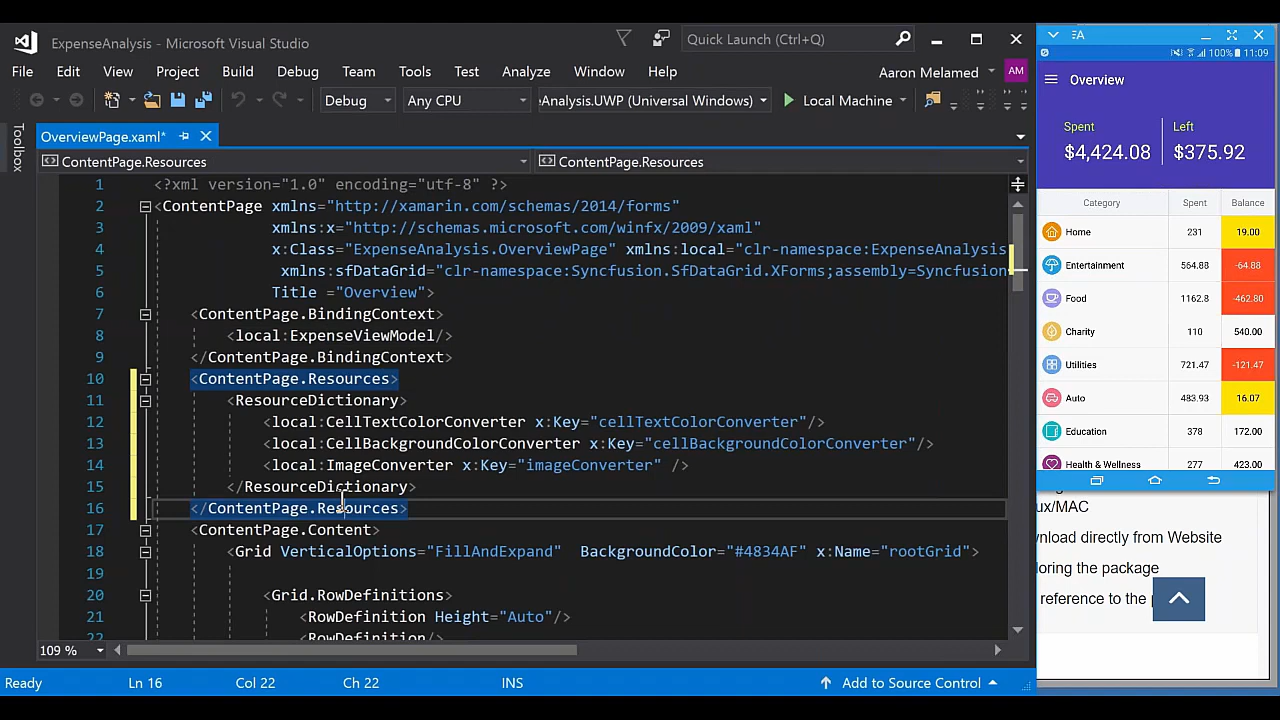 ExpenseAnalysis - Microsoft Visual Studio
Quick Launch (Ctrl+Q)
File Edit View Project Build Debug Team Tools Test Analyze Window Help
Aaron Melamed AM
Debug Any CPU Analysis.UWP (Universal Windows) Local Machine
Toolbox
OverviewPage.xaml*
ContentPage.Resources ContentPage.Resources
1 <?xml version="1.0" encoding="utf-8" ?>
2 <ContentPage xmlns="http://xamarin.com/schemas/2014/forms"
3 xmlns:x="http://schemas.microsoft.com/winfx/2009/xaml"
4 x:Class="ExpenseAnalysis.OverviewPage" xmlns:local="clr-namespace:ExpenseAnalysis
5 xmlns:sfDataGrid="clr-namespace:Syncfusion.SfDataGrid.XForms;assembly=Syncfusion
6 Title ="Overview">
7 <ContentPage.BindingContext>
8 <local:ExpenseViewModel/>
9 </ContentPage.BindingContext>
10 <ContentPage.Resources>
11 <ResourceDictionary>
12 <local:CellTextColorConverter x:Key="cellTextColorConverter"/>
13 <local:CellBackgroundColorConverter x:Key="cellBackgroundColorConverter"/>
14 <local:ImageConverter x:Key="imageConverter" />
15 </ResourceDictionary>
16 </ContentPage.Resources>
17 <ContentPage.Content>
18 <Grid VerticalOptions="FillAndExpand" BackgroundColor="#4834AF" x:Name="rootGrid">
19
20 <Grid.RowDefinitions>
21 <RowDefinition Height="Auto"/>
22 <RowDefinition/>
109 %
Ready Ln 16 Col 22 Ch 22 INS Add to Source Control
100% 11:09
Overview
Spent Left
$4,424.08 $375.92
Category Spent Balance
Home 231 19.00
Entertainment 564.88 -64.88
Food 1162.8 -462.80
Charity 110 540.00
Utilities 721.47 -121.47
Auto 483.93 16.07
Education 378 172.00
Health & Wellness 277 423.00
ux/MAC
wnload directly from Website
loring the package
reference to the